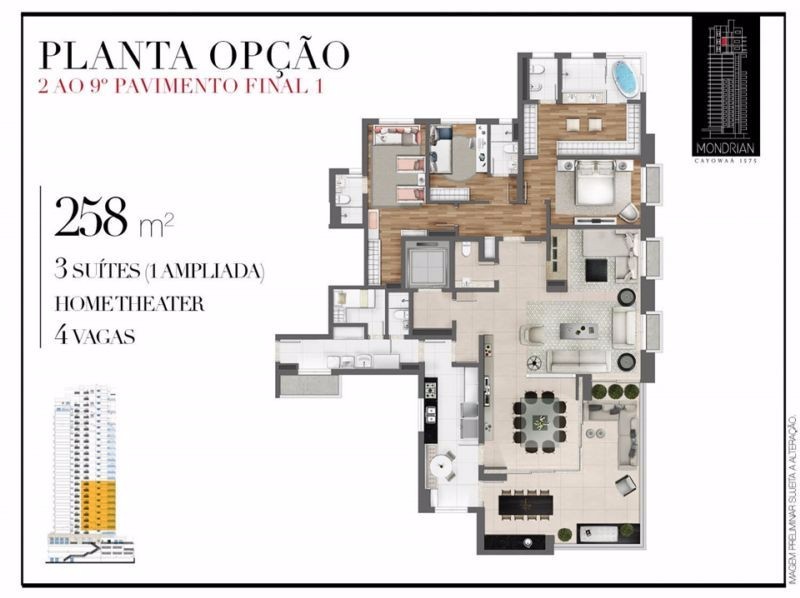 PLANTA OPÇÃO
2 AO 9º PAVIMENTO FINAL 1
258 m²
3 SUÍTES (1 AMPLIADA)
HOME THEATER
4 VAGAS
MONDRIAN
CAYOWAÁ 1575
IMAGEM PRELIMINAR SUJEITA A ALTERAÇÃO.